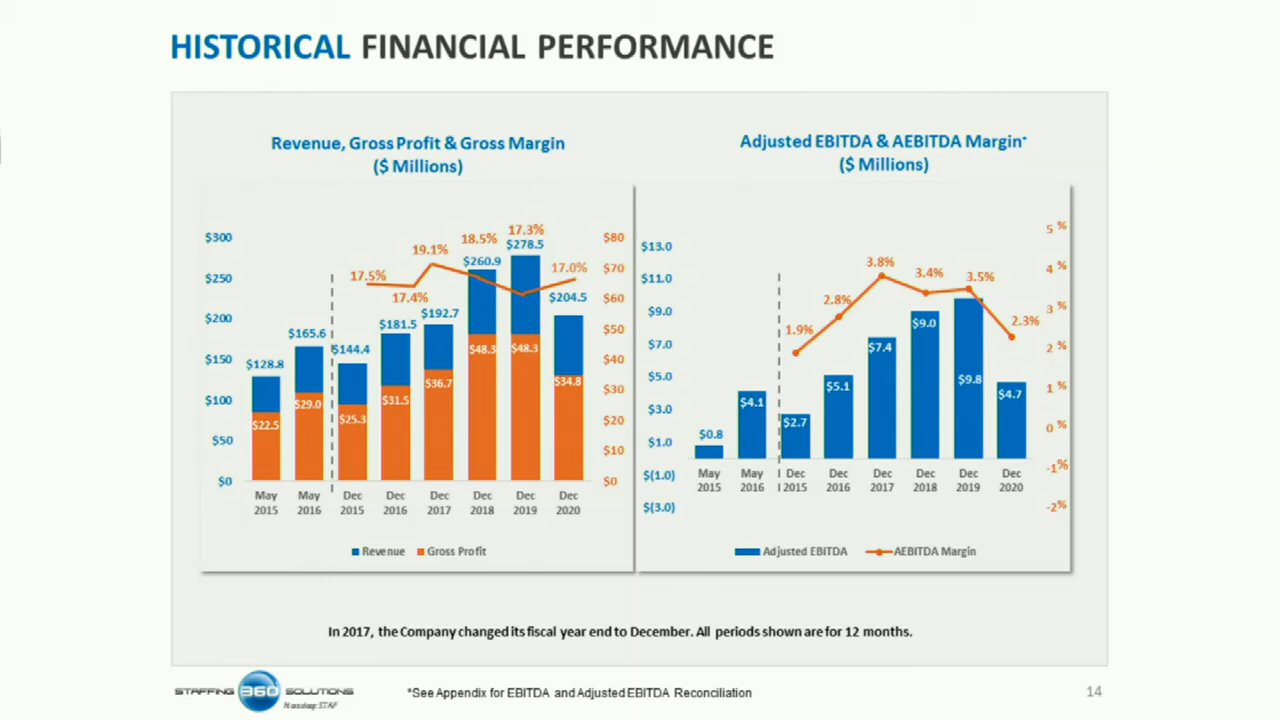 HISTORICAL FINANCIAL PERFORMANCE
Revenue, Gross Profit & Gross Margin
($ Millions)
$300
$250
$200
$150
$100
$50
$0
$80
$70
$60
$50
$40
$30
$20
$10
$0
17.5%
17.4%
19.1%
18.5%
17.3%
17.0%
$128.8
$165.6
$144.4
$181.5
$192.7
$260.9
$278.5
$204.5
$22.5
$29.0
$25.3
$31.5
$36.7
$48.3
$48.3
$34.8
May 2015
May 2016
Dec 2015
Dec 2016
Dec 2017
Dec 2018
Dec 2019
Dec 2020
Revenue
Gross Profit
Adjusted EBITDA & AEBITDA Margin*
($ Millions)
$13.0
$11.0
$9.0
$7.0
$5.0
$3.0
$1.0
$(1.0)
$(3.0)
5 %
4 %
3 %
2 %
1 %
0 %
-1%
-2%
1.9%
2.8%
3.8%
3.4%
3.5%
2.3%
$0.8
$4.1
$2.7
$5.1
$7.4
$9.0
$9.8
$4.7
May 2015
May 2016
Dec 2015
Dec 2016
Dec 2017
Dec 2018
Dec 2019
Dec 2020
Adjusted EBITDA
AEBITDA Margin
In 2017, the Company changed its fiscal year end to December. All periods shown are for 12 months.
STAFFING 360 SOLUTIONS
Nasdaq:STAF
*See Appendix for EBITDA and Adjusted EBITDA Reconciliation
14